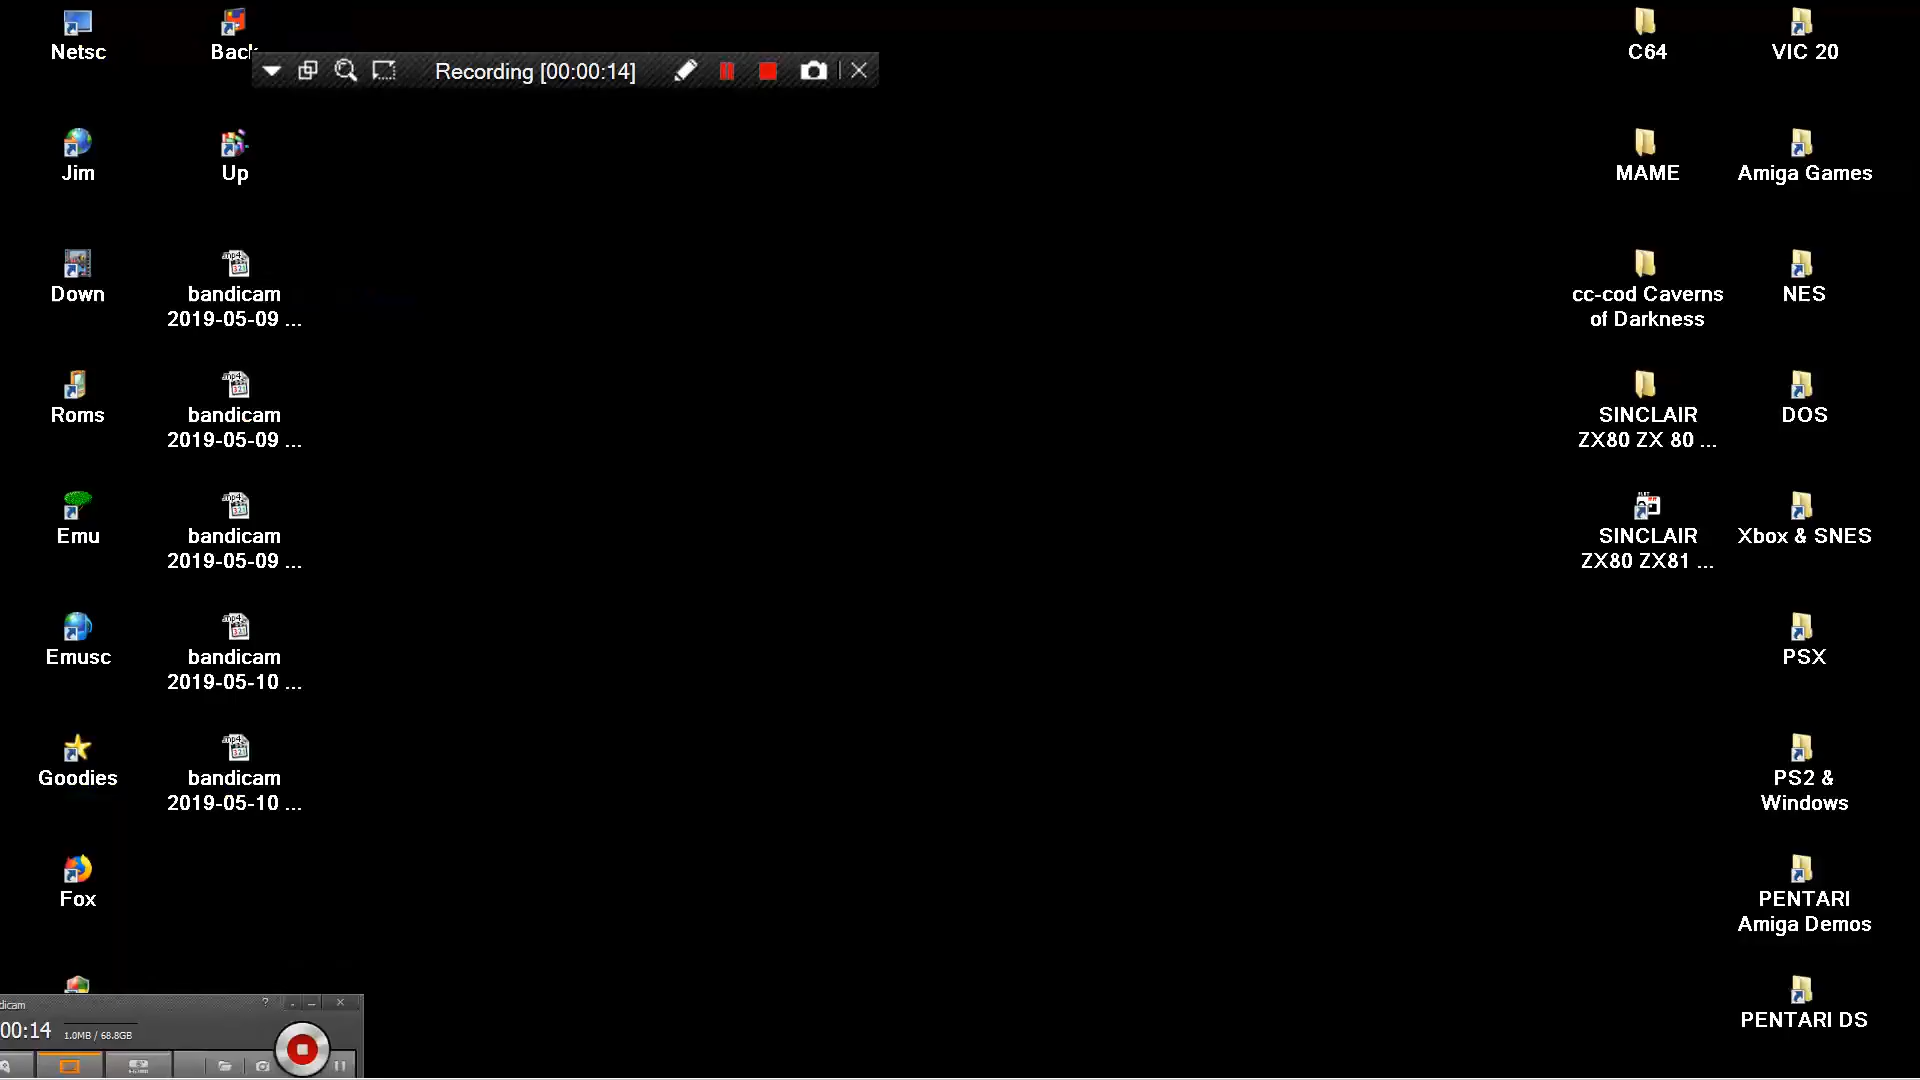 Netsc
Back
Recording [00:00:14]
C64
VIC 20
Jim
Up
MAME
Amiga Games
Down
bandicam
2019-05-09 ...
cc-cod Caverns
of Darkness
NES
Roms
bandicam
2019-05-09 ...
SINCLAIR
ZX80 ZX 80 ...
DOS
Emu
bandicam
2019-05-09 ...
SINCLAIR
ZX80 ZX81 ...
Xbox & SNES
Emusc
bandicam
2019-05-10 ...
PSX
Goodies
bandicam
2019-05-10 ...
PS2 &
Windows
Fox
PENTARI
Amiga Demos
PENTARI DS
dicam
00:14
1.0MB / 68.8GB